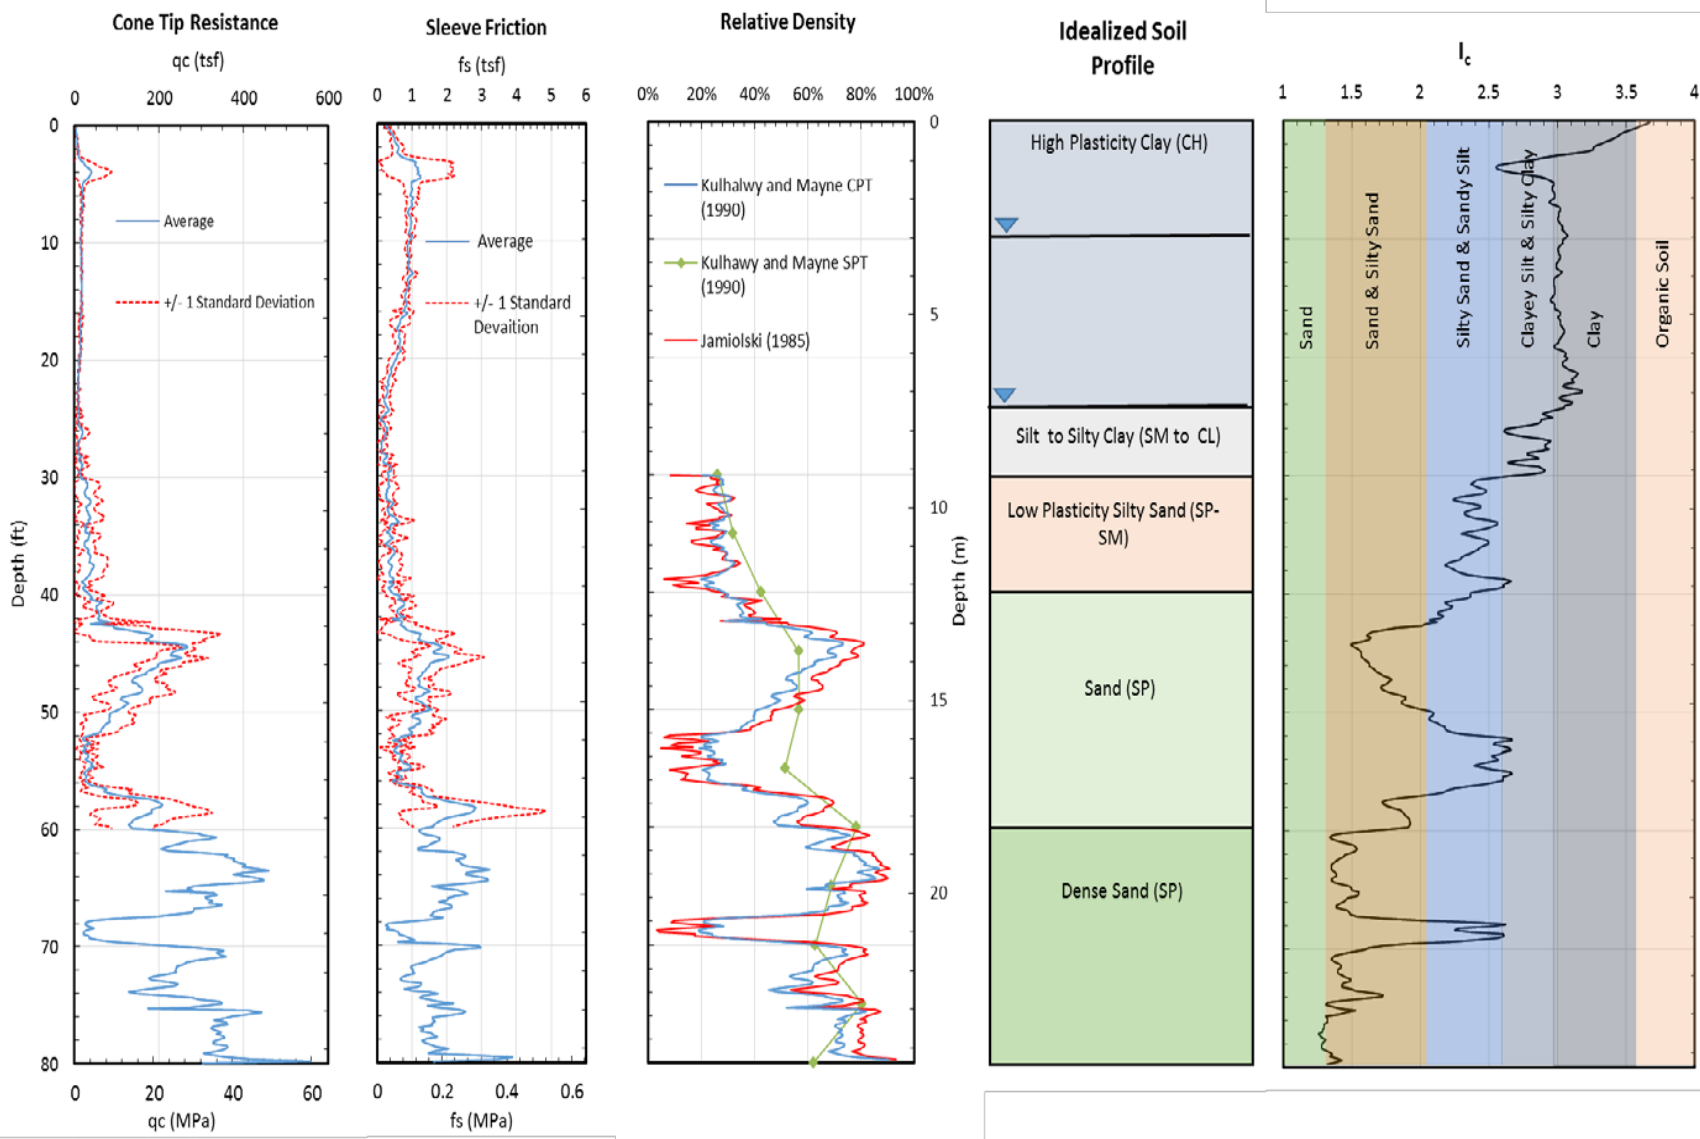 Cone Tip Resistance
qc (tsf)
0 200 400 600
0
10
20
30
40
50
60
70
80
Depth (ft)
Average
+/- 1 Standard Deviation
0 20 40 60
qc (MPa)
Sleeve Friction
fs (tsf)
0 1 2 3 4 5 6
Average
+/- 1 Standard
Devaition
0 0.2 0.4 0.6
fs (MPa)
Relative Density
0% 20% 40% 60% 80% 100%
Kulhalwy and Mayne CPT
(1990)
Kulhawy and Mayne SPT
(1990)
Jamiolski (1985)
0
5
10
15
20
Depth (m)
Idealized Soil
Profile
High Plasticity Clay (CH)
Silt to Silty Clay (SM to CL)
Low Plasticity Silty Sand (SP-
SM)
Sand (SP)
Dense Sand (SP)
Ic
1 1.5 2 2.5 3 3.5 4
Sand
Sand & Silty Sand
Silty Sand & Sandy Silt
Clayey Silt & Silty Clay
Clay
Organic Soil